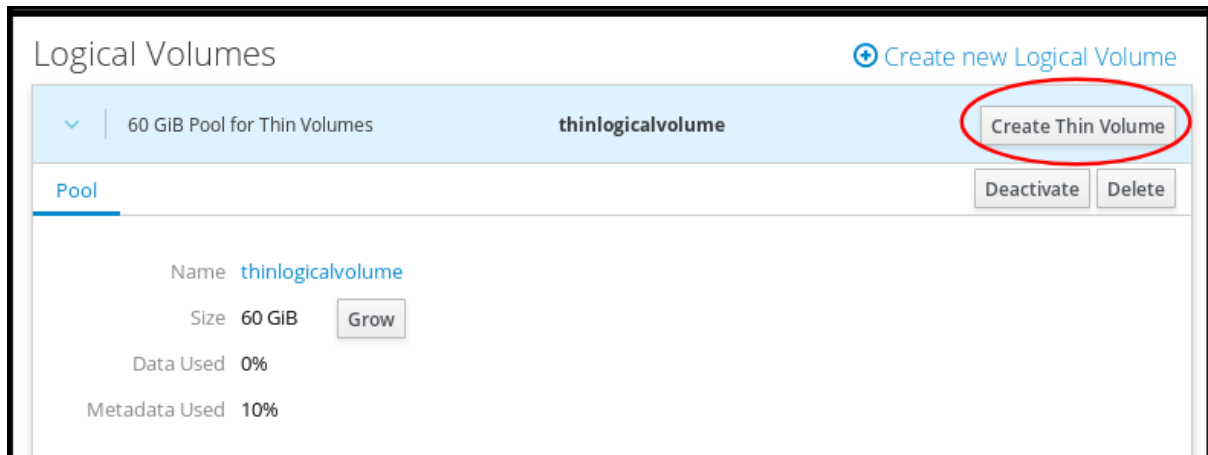 Logical Volumes
Create new Logical Volume
60 GiB Pool for Thin Volumes thinlogicalvolume Create Thin Volume
Pool Deactivate Delete
Name thinlogicalvolume
Size 60 GiB Grow
Data Used 0%
Metadata Used 10%